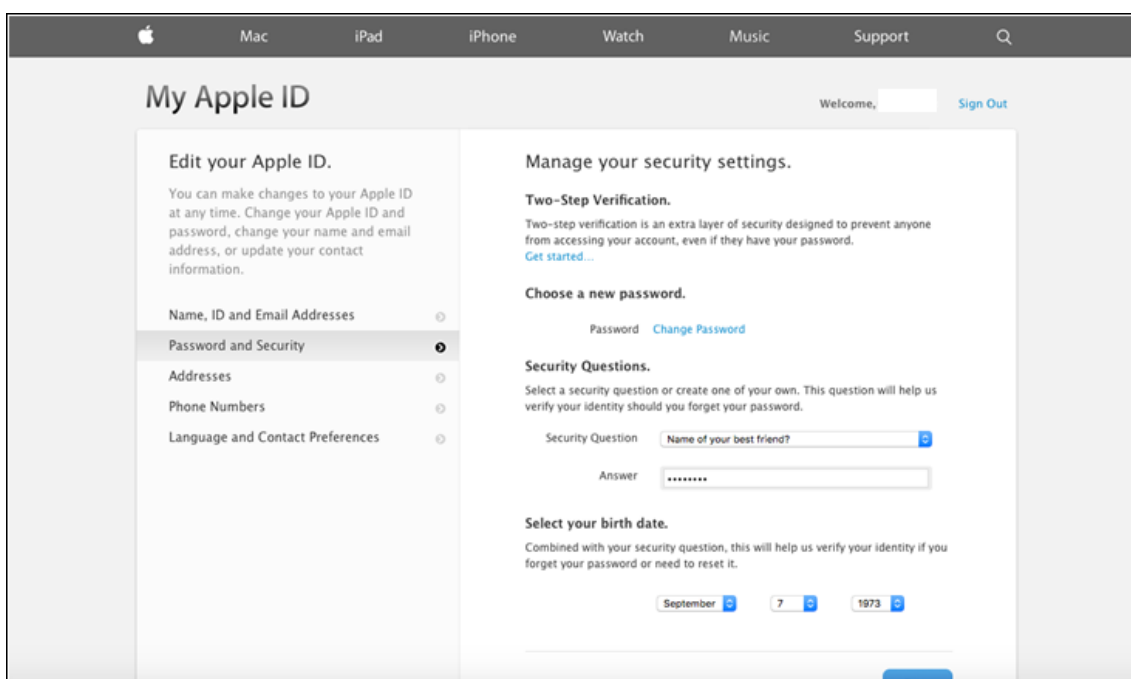 Mac iPad iPhone Watch Music Support
My Apple ID
Welcome, Sign Out
Edit your Apple ID.
You can make changes to your Apple ID
at any time. Change your Apple ID and
password, change your name and email
address, or update your contact
information.
Name, ID and Email Addresses
Password and Security
Addresses
Phone Numbers
Language and Contact Preferences
Manage your security settings.
Two-Step Verification.
Two-step verification is an extra layer of security designed to prevent anyone
from accessing your account, even if they have your password.
Get started...
Choose a new password.
Password Change Password
Security Questions.
Select a security question or create one of your own. This question will help us
verify your identity should you forget your password.
Security Question Name of your best friend?
Answer ••••••••
Select your birth date.
Combined with your security question, this will help us verify your identity if you
forget your password or need to reset it.
September 7 1973